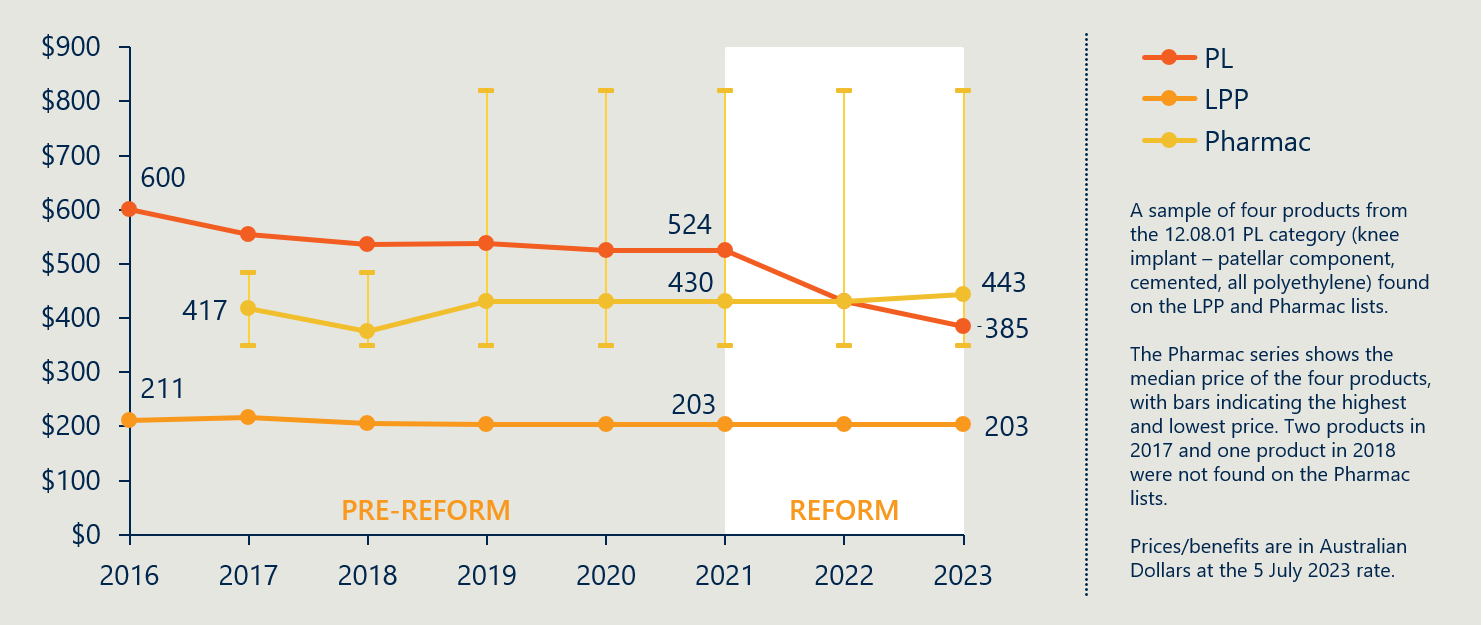 $900
$800
$700
$600
$500
$400
$300
$200
$100
$0
600
524
430
443
417
385
211
203
203
PRE-REFORM
REFORM
2016 2017 2018 2019 2020 2021 2022 2023
PL
LPP
Pharmac
A sample of four products from
the 12.08.01 PL category (knee
implant – patellar component,
cemented, all polyethylene) found
on the LPP and Pharmac lists.
The Pharmac series shows the
median price of the four products,
with bars indicating the highest
and lowest price. Two products in
2017 and one product in 2018
were not found on the Pharmac
lists.
Prices/benefits are in Australian
Dollars at the 5 July 2023 rate.